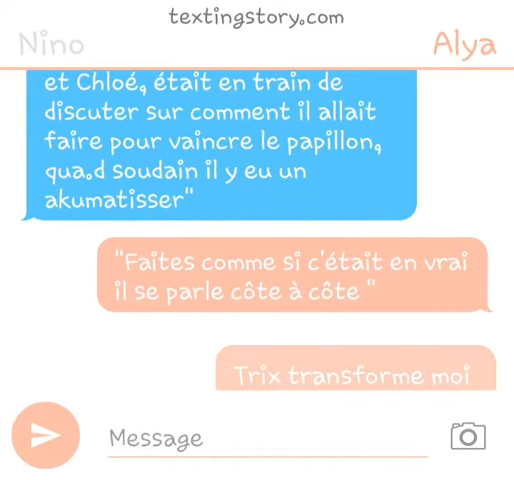 textingstory.com
Nino
Alya
et Chloé, était en train de
discuter sur comment il allait
faire pour vaincre le papillon,
qua.d soudain il y eu un
akumatisser"
"Faites comme si c'était en vrai
il se parle côte à côte "
Trix transforme moi
Message